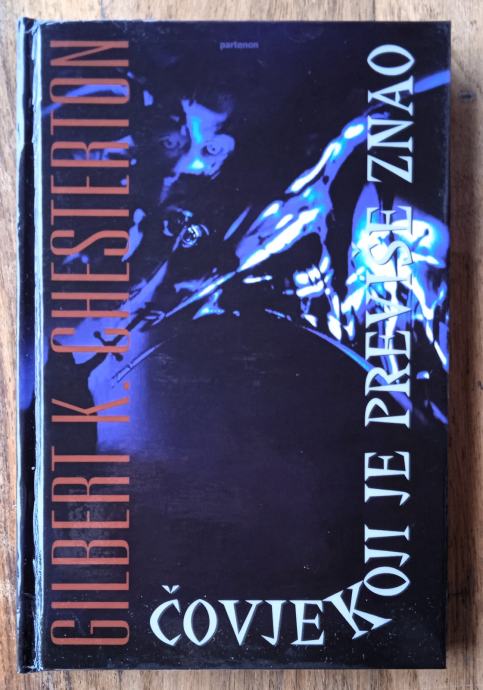 partenon
GILBERT K. CHESTERTON
ČOVJEK KOJI JE PREVIŠE ZNAO